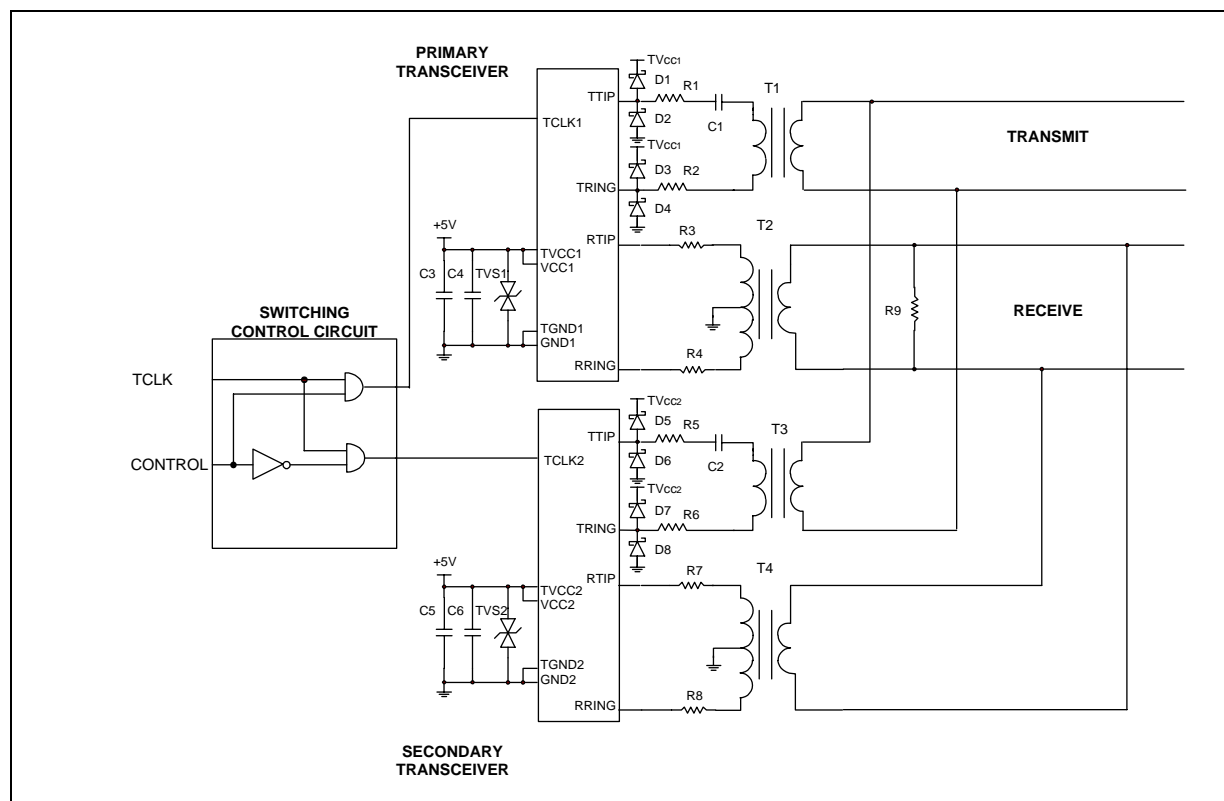 PRIMARY
TRANSCEIVER
TVCC1
D1
R1
T1
TTIP
C1
D2
TCLK1
TRANSMIT
TVCC1
D3
R2
TRING
D4
T2
R3
+5V
RTIP
TVCC1
VCC1
C3
C4
TVS1
R9
RECEIVE
SWITCHING
CONTROL CIRCUIT
TGND1
GND1
RRING
R4
TCLK
TVCC2
D5
R5
T3
TTIP
C2
D6
CONTROL
TCLK2
TVCC2
D7
R6
TRING
D8
T4
R7
+5V
RTIP
TVCC2
VCC2
C5
C6
TVS2
TGND2
GND2
RRING
R8
SECONDARY
TRANSCEIVER